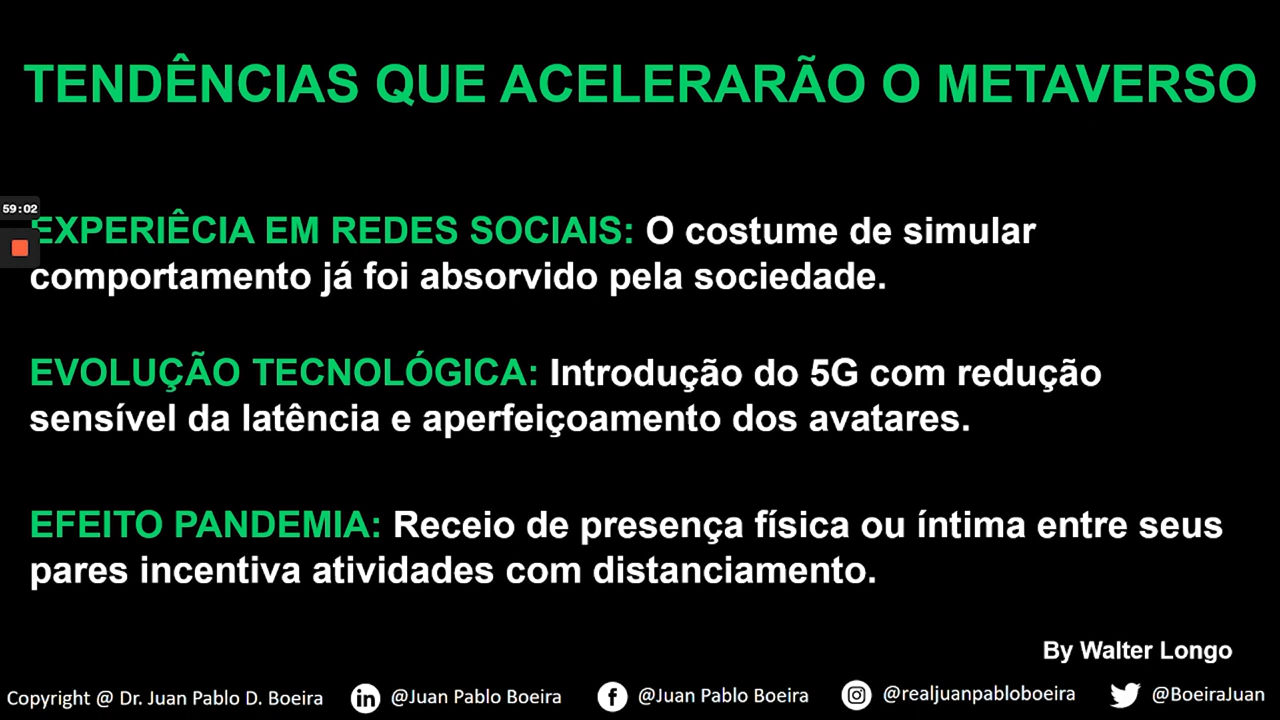 TENDÊNCIAS QUE ACELERARÃO O METAVERSO
59:02
EXPERIÊCIA EM REDES SOCIAIS: O costume de simular
comportamento já foi absorvido pela sociedade.
EVOLUÇÃO TECNOLÓGICA: Introdução do 5G com redução
sensível da latência e aperfeiçoamento dos avatares.
EFEITO PANDEMIA: Receio de presença física ou íntima entre seus
pares incentiva atividades com distanciamento.
By Walter Longo
Copyright @ Dr. Juan Pablo D. Boeira in @Juan Pablo Boeira f @Juan Pablo Boeira @realjuanpabloboeira @BoeiraJuan